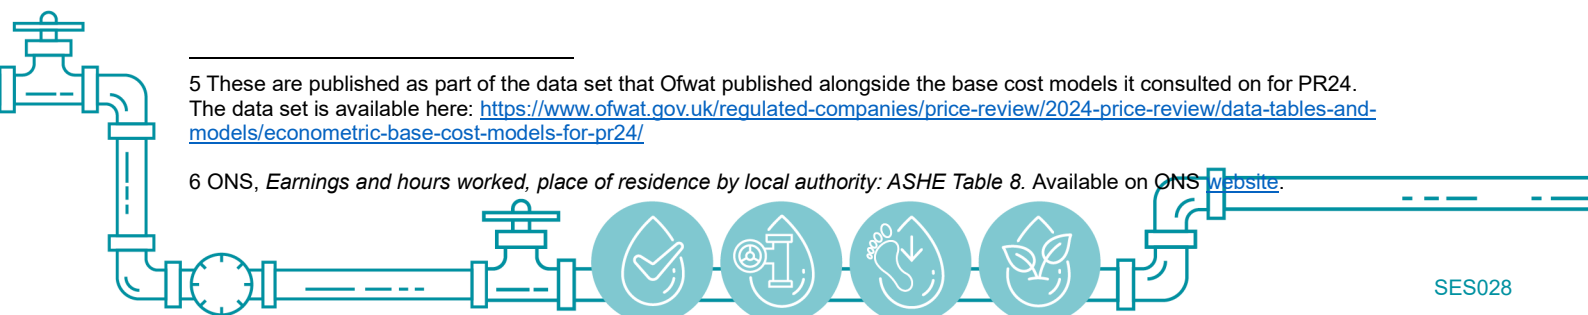 5 These are published as part of the data set that Ofwat published alongside the base cost models it consulted on for PR24.
The data set is available here: https://www.ofwat.gov.uk/regulated-companies/price-review/2024-price-review/data-tables-and-
models/econometric-base-cost-models-for-pr24/
6 ONS, Earnings and hours worked, place of residence by local authority: ASHE Table 8. Available on ONS website.
SES028